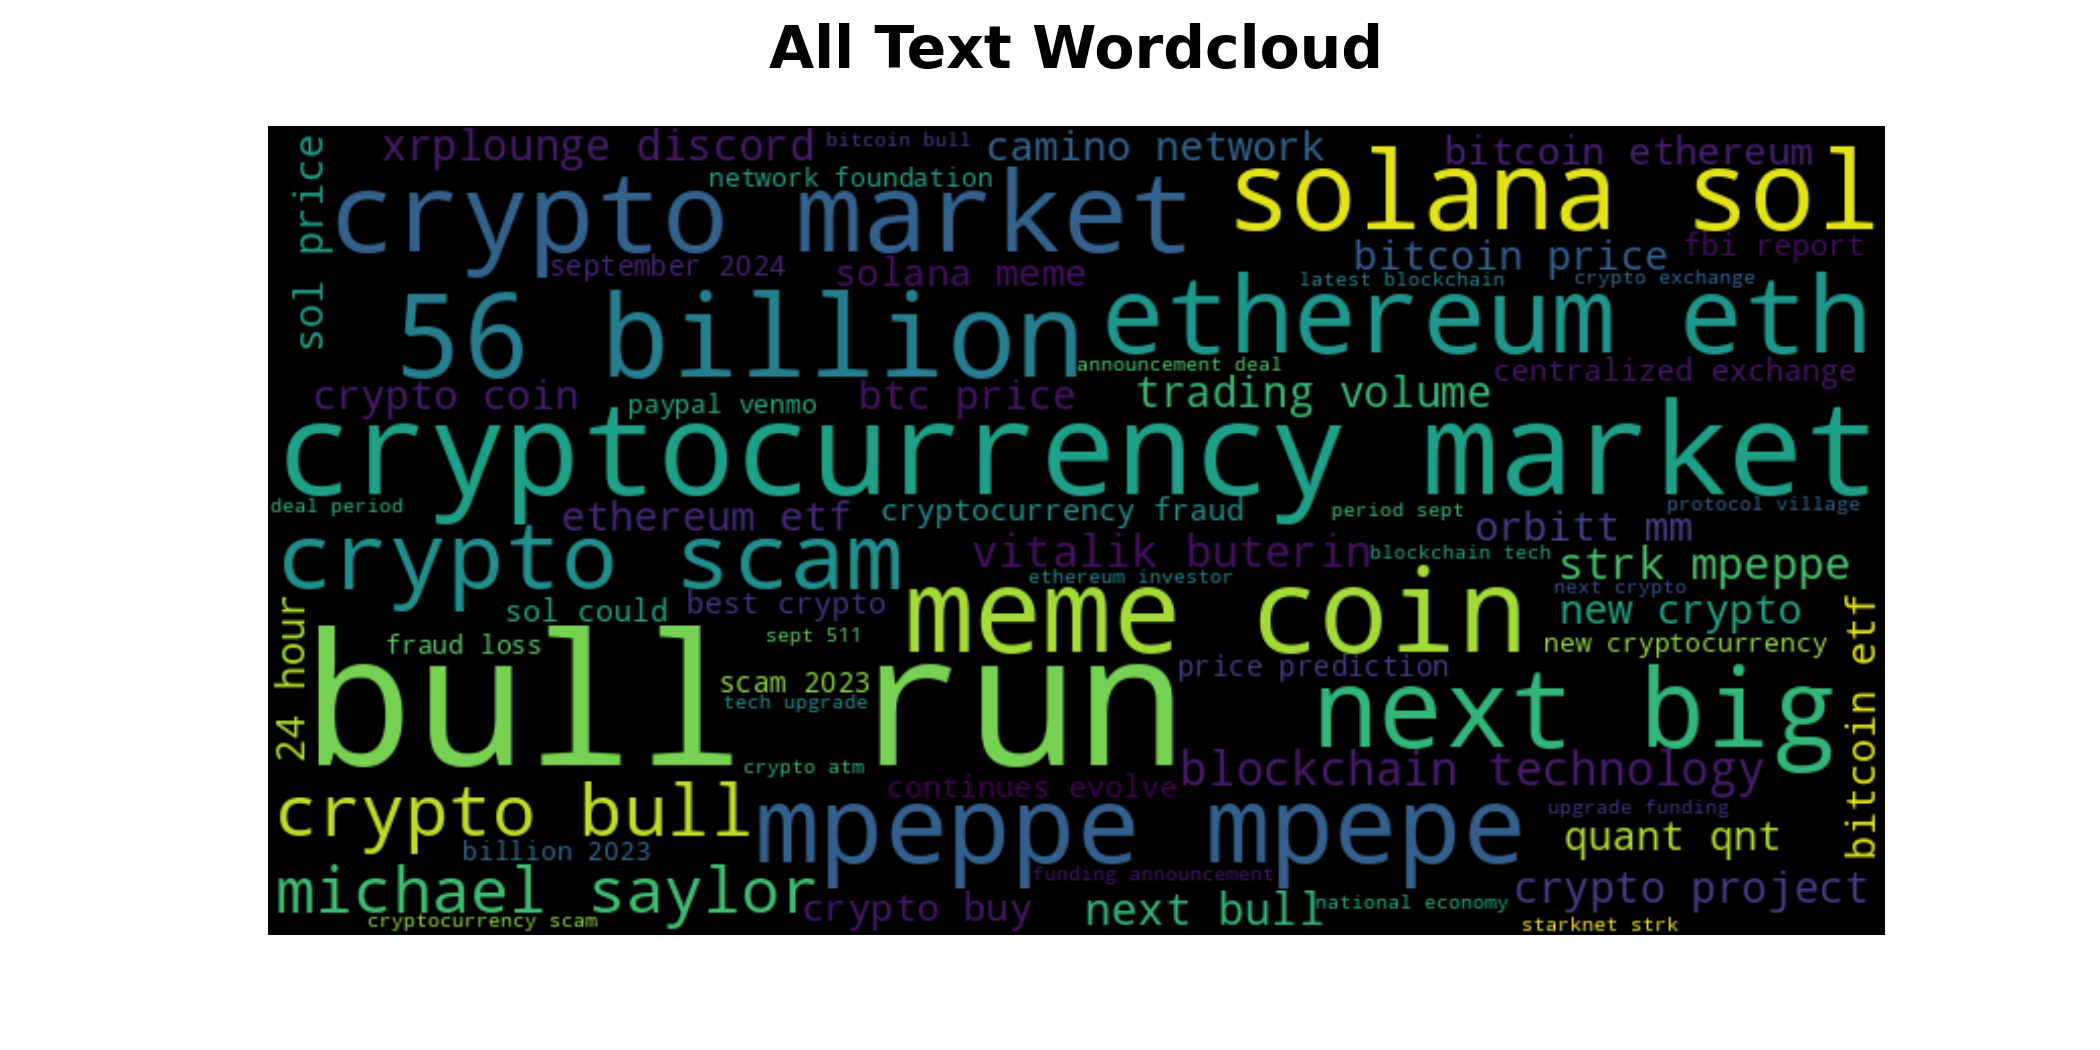 All Text Wordcloud
sol price
xrplounge discord
bitcoin bull
camino network
bitcoin ethereum
network foundation
crypto market
solana sol
september 2024
solana meme
bitcoin price
fbi report
latest blockchain
crypto exchange
56 billion
ethereum eth
announcement deal
centralized exchange
crypto coin
paypal venmo
btc price
trading volume
cryptocurrency market
deal period
ethereum etf
cryptocurrency fraud
period sept
protocol village
orbitt mm
crypto scam
vitalik buterin
blockchain tech
strk mpeppe
ethereum investor
next crypto
sol could
best crypto
meme coin
new crypto
24 hour
fraud loss
sept 511
new cryptocurrency
bitcoin etf
bull run
scam 2023
tech upgrade
price prediction
next big
crypto atm
continues evolve
blockchain technology
crypto bull
mpeppe mpepe
upgrade funding
quant qnt
billion 2023
michael saylor
funding announcement
crypto project
cryptocurrency scam
crypto buy
next bull
national economy
starknet strk